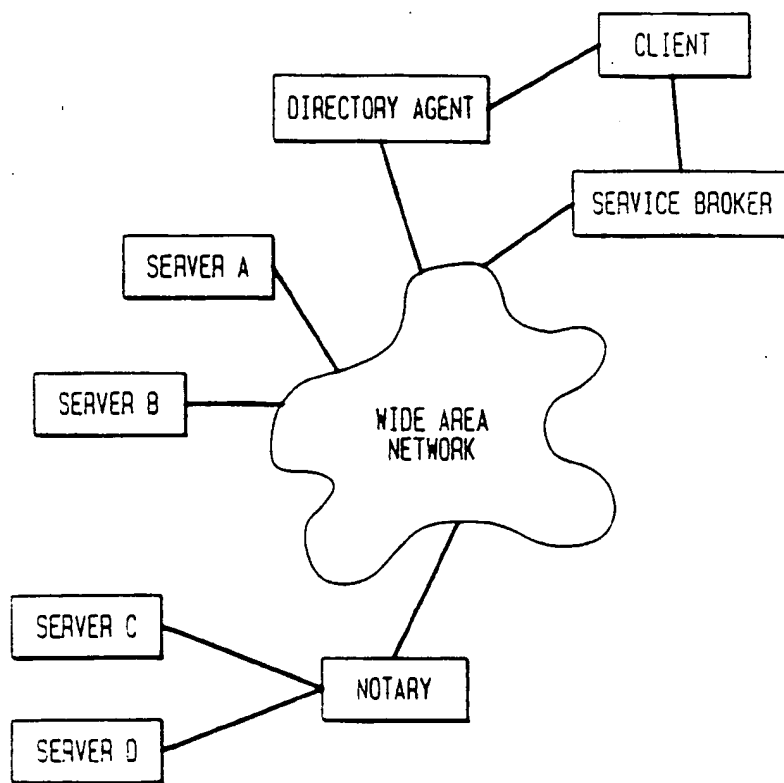 CLIENT
DIRECTORY AGENT
SERVICE BROKER
SERVER A
SERVER B
WIDE AREA
NETWORK
SERVER C
NOTARY
SERVER D